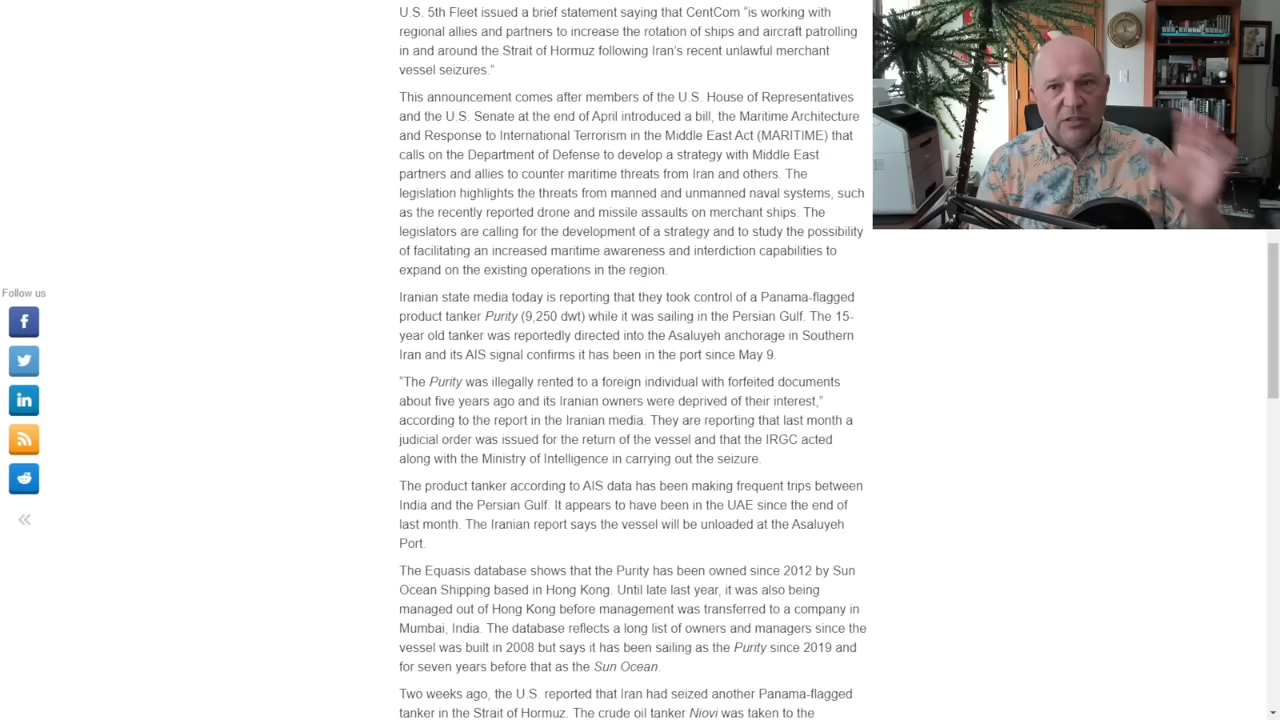 U.S. 5th Fleet issued a brief statement saying that CentCom “is working with
regional allies and partners to increase the rotation of ships and aircraft patrolling
in and around the Strait of Hormuz following Iran’s recent unlawful merchant
vessel seizures.”
This announcement comes after members of the U.S. House of Representatives
and the U.S. Senate at the end of April introduced a bill, the Maritime Architecture
and Response to International Terrorism in the Middle East Act (MARITIME) that
calls on the Department of Defense to develop a strategy with Middle East
partners and allies to counter maritime threats from Iran and others. The
legislation highlights the threats from manned and unmanned naval systems, such
as the recently reported drone and missile assaults on merchant ships. The
legislators are calling for the development of a strategy and to study the possibility
of facilitating an increased maritime awareness and interdiction capabilities to
expand on the existing operations in the region.
Follow us
Iranian state media today is reporting that they took control of a Panama-flagged
product tanker Purity (9,250 dwt) while it was sailing in the Persian Gulf. The 15-
year old tanker was reportedly directed into the Asaluyeh anchorage in Southern
Iran and its AIS signal confirms it has been in the port since May 9.
“The Purity was illegally rented to a foreign individual with forfeited documents
about five years ago and its Iranian owners were deprived of their interest,”
according to the report in the Iranian media. They are reporting that last month a
judicial order was issued for the return of the vessel and that the IRGC acted
along with the Ministry of Intelligence in carrying out the seizure.
The product tanker according to AIS data has been making frequent trips between
India and the Persian Gulf. It appears to have been in the UAE since the end of
last month. The Iranian report says the vessel will be unloaded at the Asaluyeh
Port.
The Equasis database shows that the Purity has been owned since 2012 by Sun
Ocean Shipping based in Hong Kong. Until late last year, it was also being
managed out of Hong Kong before management was transferred to a company in
Mumbai, India. The database reflects a long list of owners and managers since the
vessel was built in 2008 but says it has been sailing as the Purity since 2019 and
for seven years before that as the Sun Ocean.
Two weeks ago, the U.S. reported that Iran had seized another Panama-flagged
tanker in the Strait of Hormuz. The crude oil tanker Niovi was taken to the